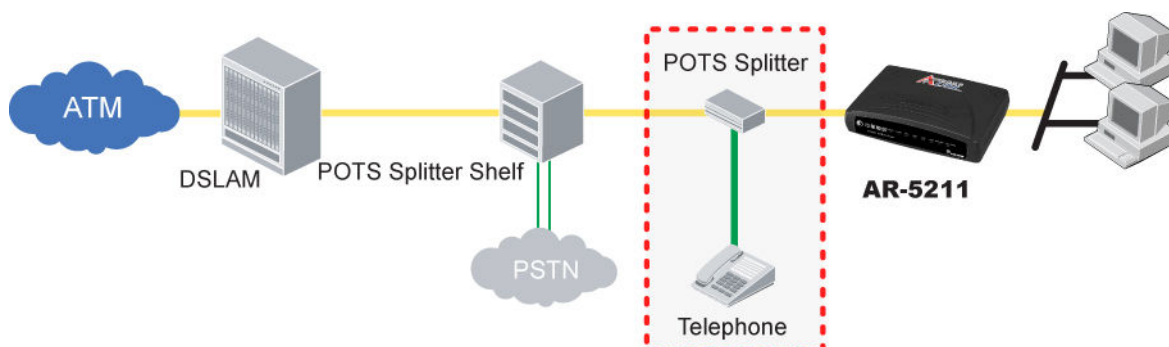 ATM
DSLAM
POTS Splitter Shelf
PSTN
POTS Splitter
Telephone
AR-5211